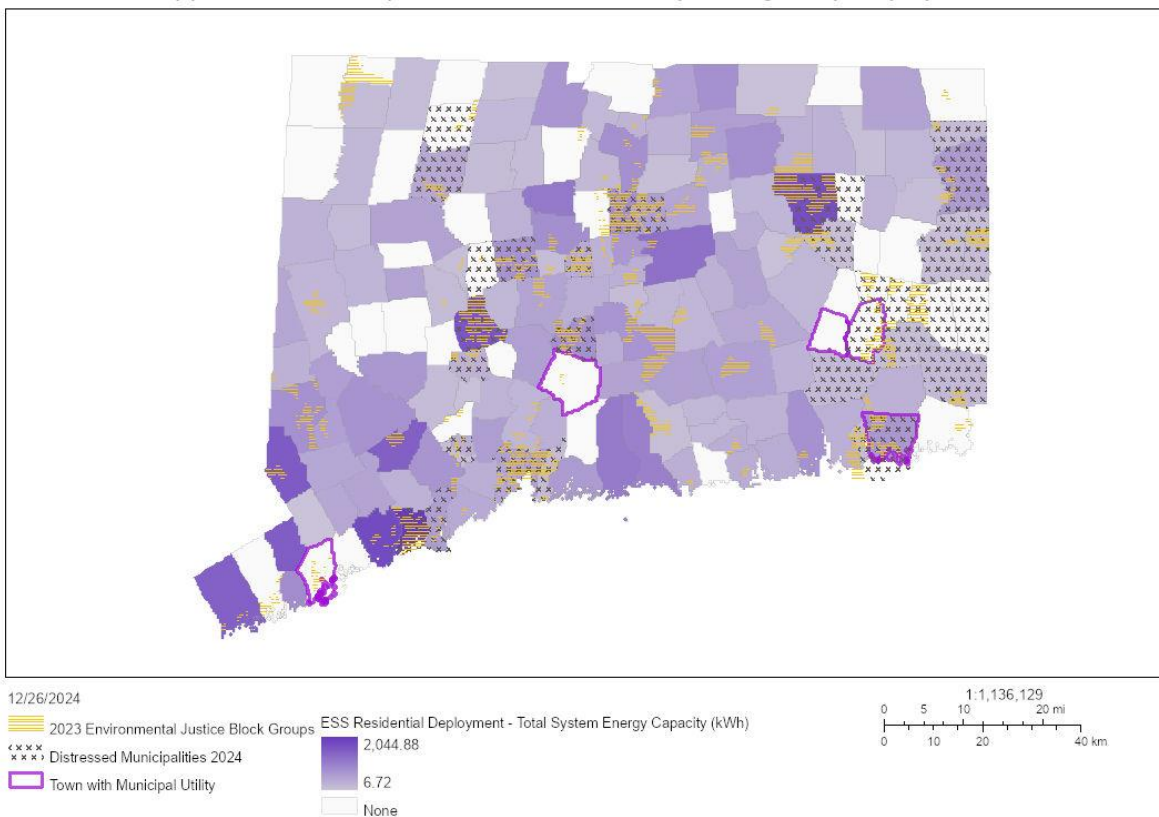 12/26/2024
2023 Environmental Justice Block Groups
Distressed Municipalities 2024
Town with Municipal Utility
ESS Residential Deployment - Total System Energy Capacity (kWh)
2,044.88
6.72
None
1:1,136,129
0 5 10 20 mi
0 10 20 40 km